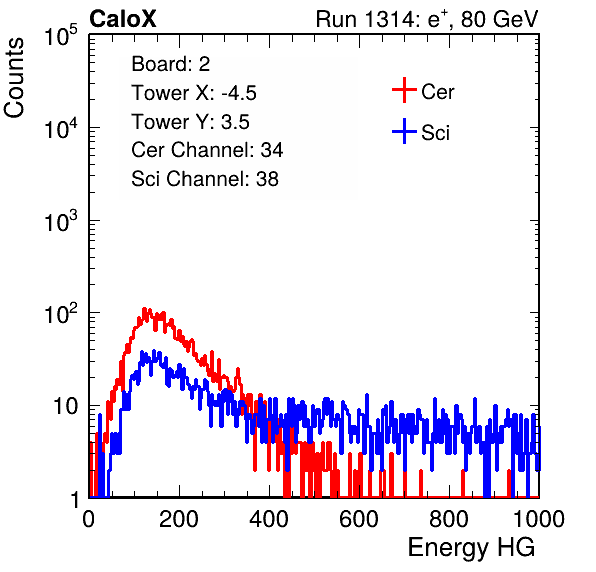 CaloX Run 1314: e⁺, 80 GeV
Counts
10⁵
10⁴
10³
10²
10
1
Board: 2
Tower X: -4.5
Tower Y: 3.5
Cer Channel: 34
Sci Channel: 38
Cer
Sci
0 200 400 600 800 1000
Energy HG